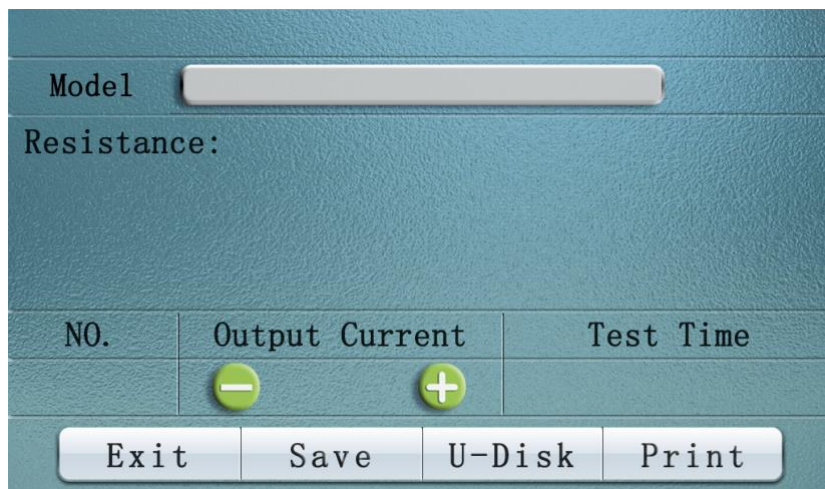 Model
Resistance:
NO. Output Current Test Time
Exit Save U-Disk Print